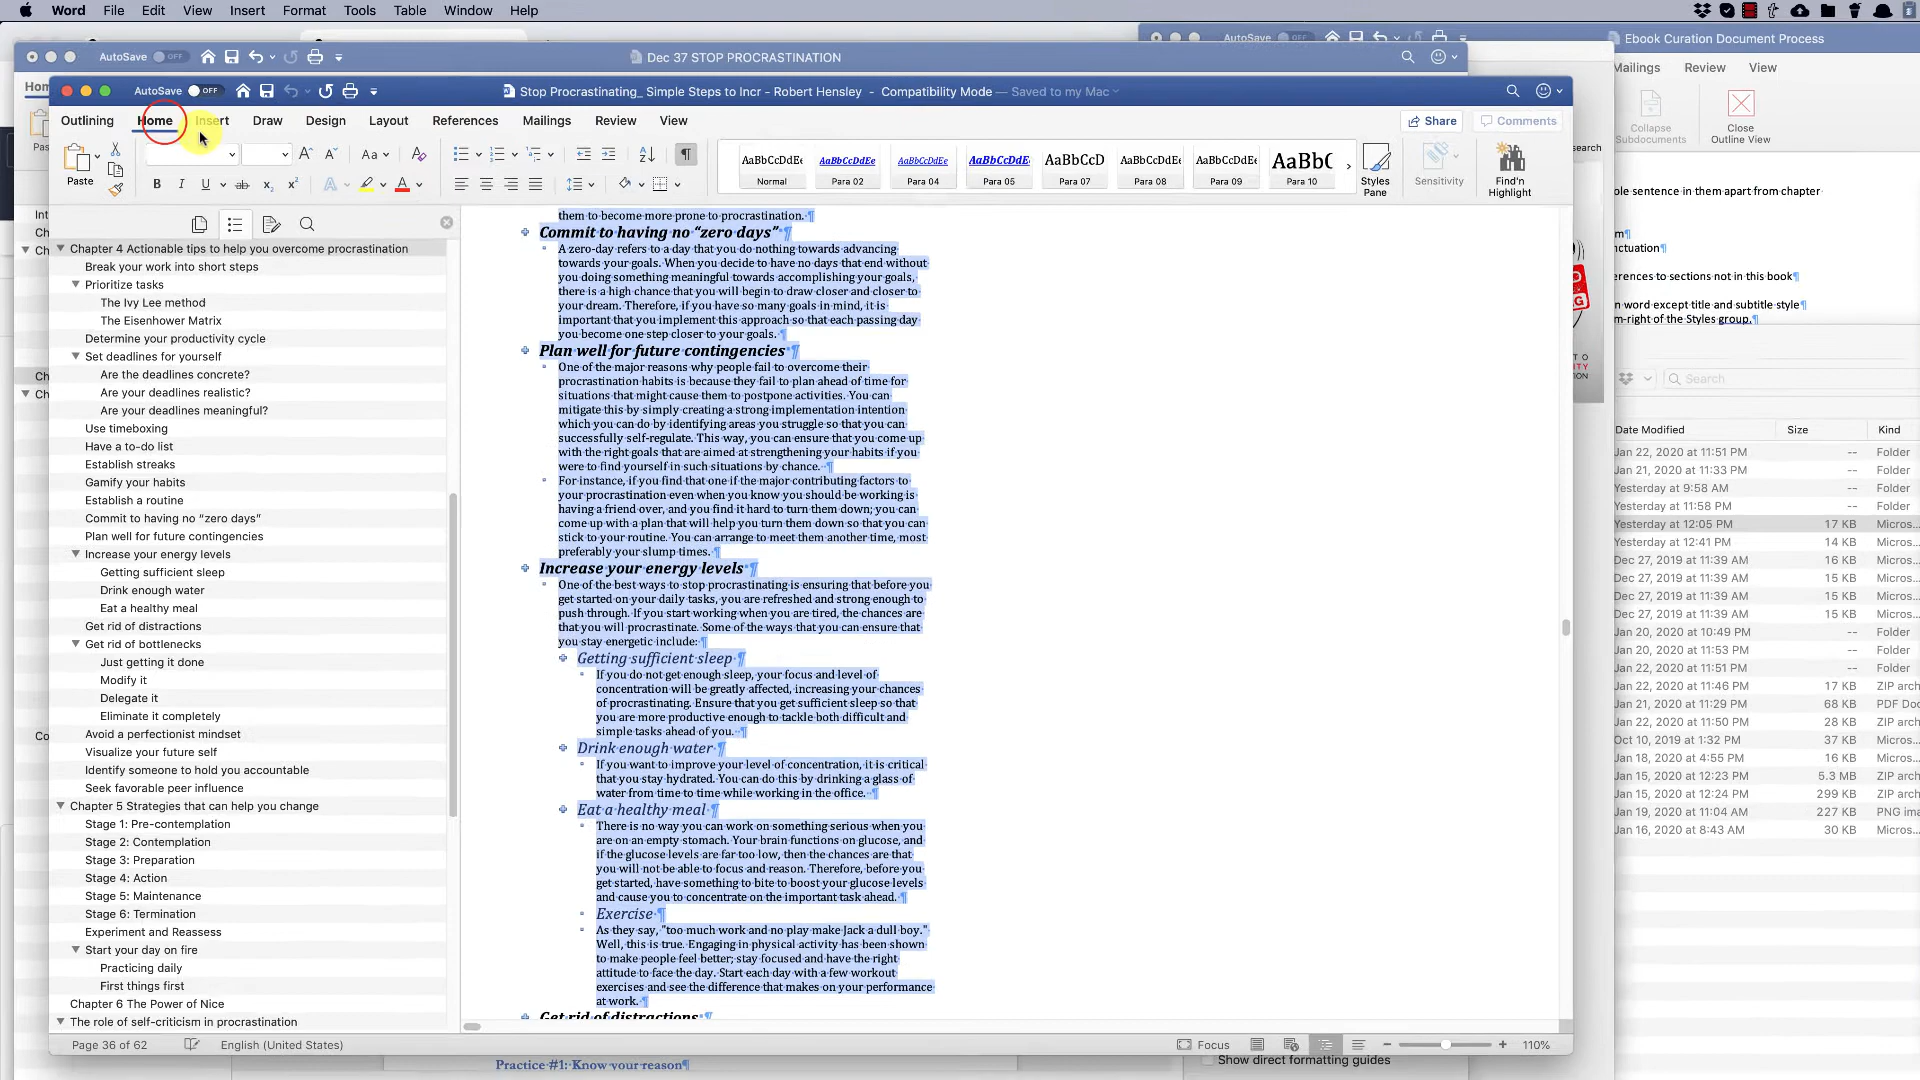 Word File Edit View Insert Format Tools Table Window Help
AutoSave OFF Dec 37 STOP PROCRASTINATION
AutoSave OFF Ebook Curation Document Process
AutoSave OFF Stop Procrastinating_ Simple Steps to Incr - Robert Hensley - Compatibility Mode — Saved to my Mac
Outlining Home Insert Draw Design Layout References Mailings Review View Share Comments
Mailings Review View
Paste
Aa
AaBbCcDdEe AaBbCcDdEe AaBbCcDdEe AaBbCcDdE AaBbCcD AaBbCcDdEe AaBbCcDdEe AaBb(
Normal Para 02 Para 04 Para 05 Para 07 Para 08 Para 09 Para 10
Styles Pane
Sensitivity
Find'n Highlight
Collapse Subdocuments
Close Outline View
Chapter 4 Actionable tips to help you overcome procrastination
Break your work into short steps
Prioritize tasks
The Ivy Lee method
The Eisenhower Matrix
Determine your productivity cycle
Set deadlines for yourself
Are the deadlines concrete?
Are your deadlines realistic?
Are your deadlines meaningful?
Use timeboxing
Have a to-do list
Establish streaks
Gamify your habits
Establish a routine
Commit to having no “zero days”
Plan well for future contingencies
Increase your energy levels
Getting sufficient sleep
Drink enough water
Eat a healthy meal
Get rid of distractions
Get rid of bottlenecks
Just getting it done
Modify it
Delegate it
Eliminate it completely
Avoid a perfectionist mindset
Visualize your future self
Identify someone to hold you accountable
Seek favorable peer influence
Chapter 5 Strategies that can help you change
Stage 1: Pre-contemplation
Stage 2: Contemplation
Stage 3: Preparation
Stage 4: Action
Stage 5: Maintenance
Stage 6: Termination
Experiment and Reassess
Start your day on fire
Practicing daily
First things first
Chapter 6 The Power of Nice
The role of self-criticism in procrastination
them to become more prone to procrastination. ¶
Commit to having no “zero days” ¶
A zero-day refers to a day that you do nothing towards advancing
towards your goals. When you decide to have no days that end without
you doing something meaningful towards accomplishing your goals,
there is a high chance that you will begin to draw closer and closer to
your dream. Therefore, if you have so many goals in mind, it is
important that you implement this approach so that each passing day
you become one step closer to your goals. ¶
Plan well for future contingencies ¶
One of the major reasons why people fail to overcome their
procrastination habits is because they fail to plan ahead of time for
situations that might cause them to postpone activities. You can
mitigate this by simply creating a strong implementation intention
which you can do by identifying areas you struggle so that you can
successfully self-regulate. This way, you can ensure that you come up
with the right goals that are aimed at strengthening your habits if you
were to find yourself in such situations by chance. ¶
For instance, if you find that one if the major contributing factors to
your procrastination even when you know you should be working is
having a friend over, and you find it hard to turn them down; you can
come up with a plan that will help you turn them down so that you can
stick to your routine. You can arrange to meet them another time, most
preferably your slump times. ¶
Increase your energy levels ¶
One of the best ways to stop procrastinating is ensuring that before you
get started on your daily tasks, you are refreshed and strong enough to
push through. If you start working when you are tired, the chances are
that you will procrastinate. Some of the ways that you can ensure that
you stay energetic include: ¶
Getting sufficient sleep ¶
If you do not get enough sleep, your focus and level of
concentration will be greatly affected, increasing your chances
of procrastinating. Ensure that you get sufficient sleep so that
you are more productive enough to tackle both difficult and
simple tasks ahead of you. ¶
Drink enough water ¶
If you want to improve your level of concentration, it is critical
that you stay hydrated. You can do this by drinking a glass of
water from time to time while working in the office. ¶
Eat a healthy meal ¶
There is no way you can work on something serious when you
are on an empty stomach. Your brain functions on glucose, and
if the glucose levels are far too low, then the chances are that
you will not be able to focus and reason. Therefore, before you
get started, have something to bite to boost your glucose levels
and cause you to concentrate on the important task ahead. ¶
Exercise ¶
As they say, "too much work and no play make Jack a dull boy."
Well, this is true. Engaging in physical activity has been shown
to make people feel better; stay focused and have the right
attitude to face the day. Start each day with a few workout
exercises and see the difference that makes on your performance
at work. ¶
Get rid of distractions ¶
ole sentence in them apart from chapter
m¶
nctuation¶
erences to sections not in this book¶
n word except title and subtitle style¶
m-right of the Styles group.¶
Search
Date Modified Size Kind
Jan 22, 2020 at 11:51 PM -- Folder
Jan 21, 2020 at 11:33 PM -- Folder
Yesterday at 9:58 AM -- Folder
Yesterday at 11:58 PM -- Folder
Yesterday at 12:05 PM 17 KB Micros...
Yesterday at 12:41 PM 14 KB Micros...
Dec 27, 2019 at 11:39 AM 16 KB Micros...
Dec 27, 2019 at 11:39 AM 15 KB Micros...
Dec 27, 2019 at 11:39 AM 15 KB Micros...
Dec 27, 2019 at 11:39 AM 15 KB Micros...
Jan 20, 2020 at 10:49 PM -- Folder
Jan 20, 2020 at 11:53 PM -- Folder
Jan 22, 2020 at 11:51 PM -- Folder
Jan 22, 2020 at 11:46 PM 17 KB ZIP arch
Jan 21, 2020 at 11:29 PM 68 KB PDF Doc
Jan 22, 2020 at 11:50 PM 28 KB ZIP arch
Oct 10, 2019 at 1:32 PM 37 KB Micros...
Jan 18, 2020 at 4:55 PM 16 KB Micros...
Jan 15, 2020 at 12:23 PM 5.3 MB ZIP arch
Jan 15, 2020 at 12:24 PM 299 KB ZIP arch
Jan 19, 2020 at 11:04 AM 227 KB PNG ima
Jan 16, 2020 at 8:43 AM 30 KB Micros...
Page 36 of 62 English (United States) Focus 110%
Practice #1: Know your reason¶
Show direct formatting guides